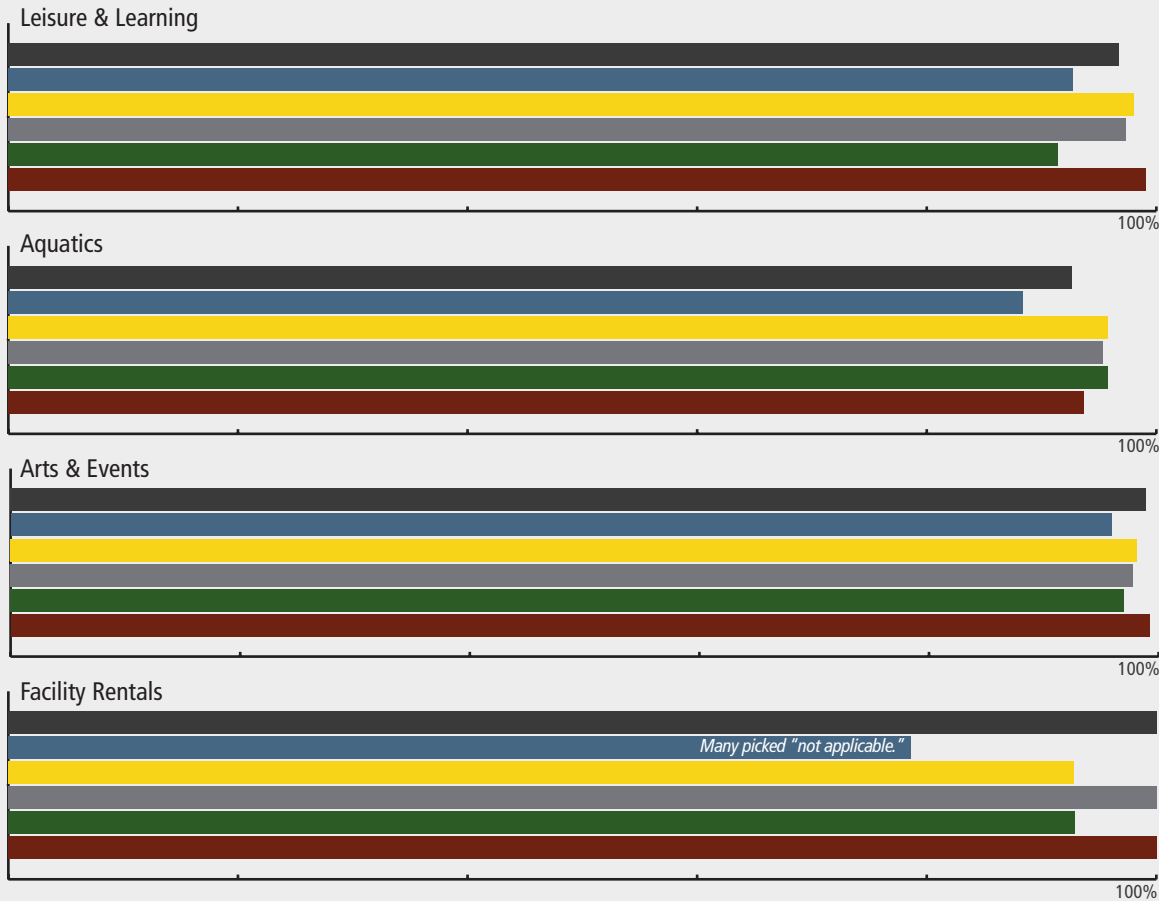 Leisure & Learning
100%
Aquatics
100%
Arts & Events
100%
Facility Rentals
Many picked “not applicable.”
100%